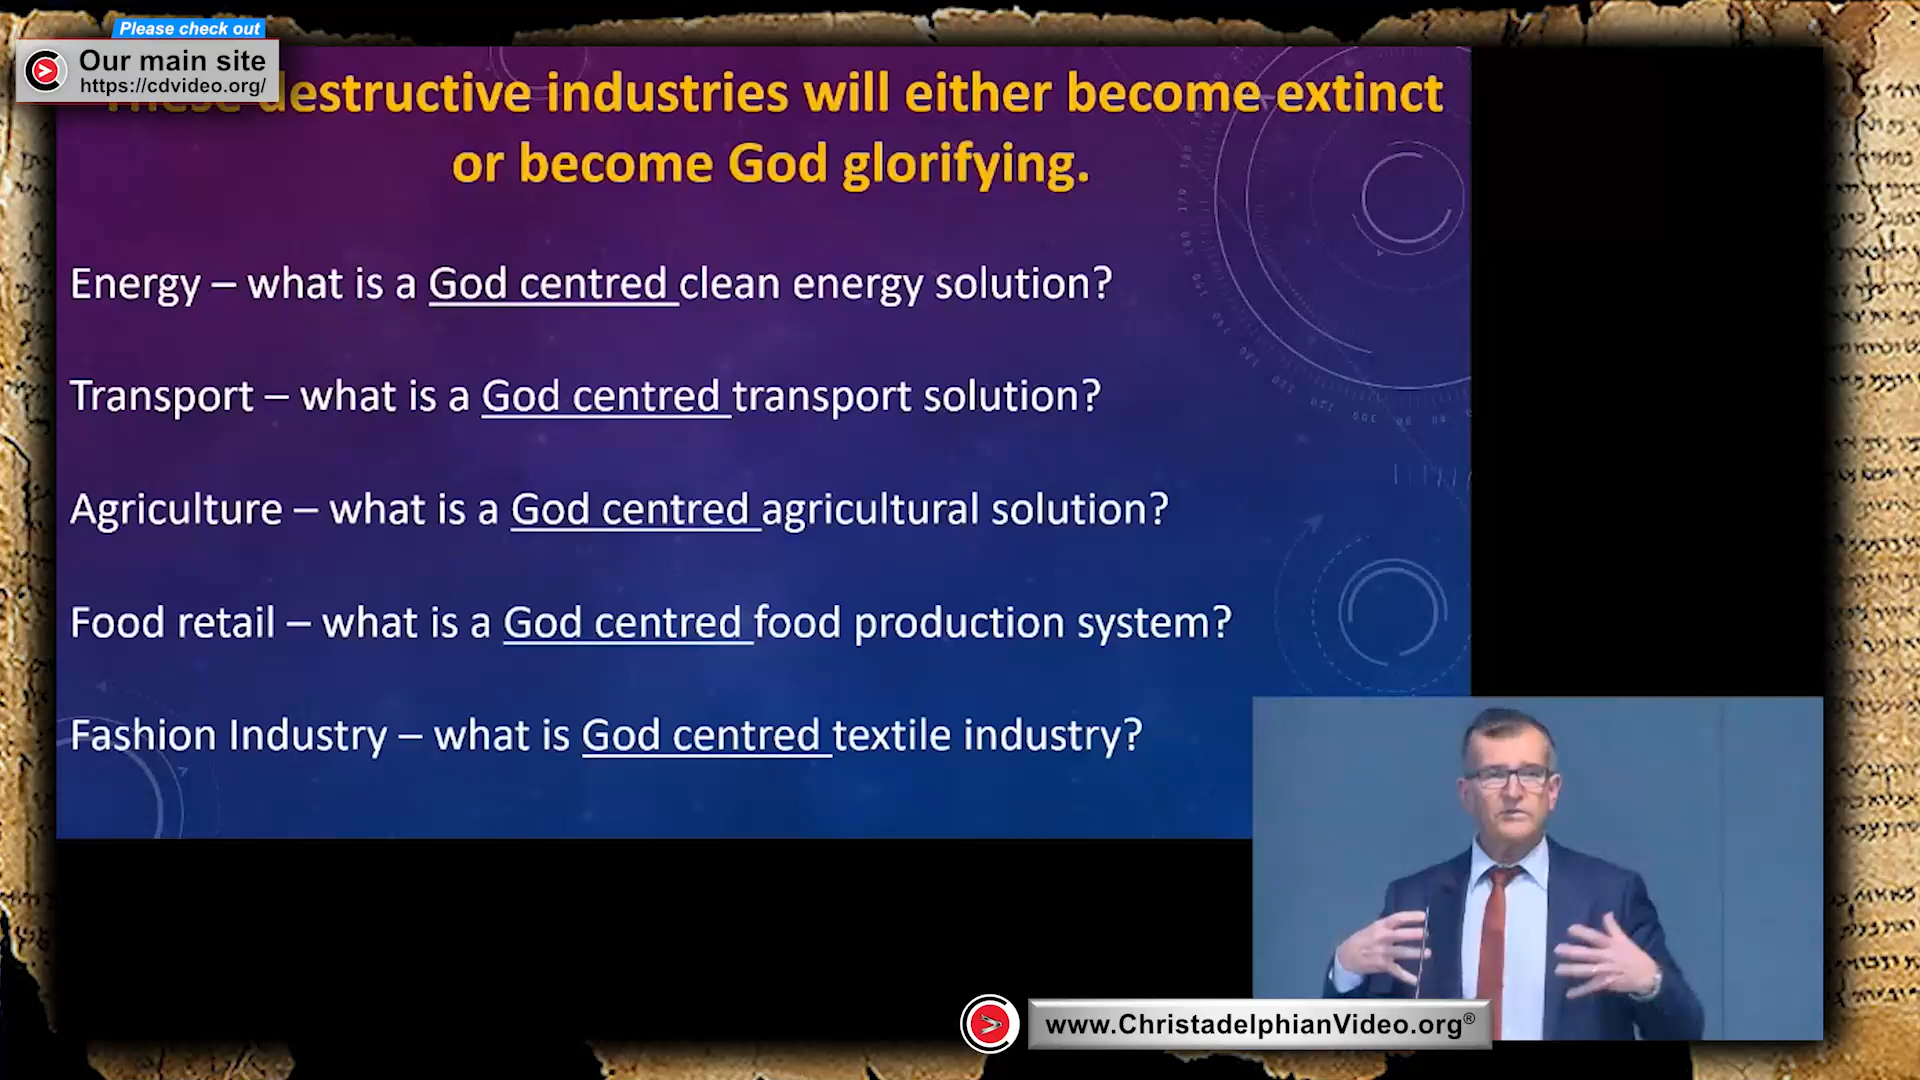 Please check out
Our main site
https://cdvideo.org/
These destructive industries will either become extinct
or become God glorifying.
Energy – what is a God centred clean energy solution?
Transport – what is a God centred transport solution?
Agriculture – what is a God centred agricultural solution?
Food retail – what is a God centred food production system?
Fashion Industry – what is God centred textile industry?
www.ChristadelphianVideo.org®